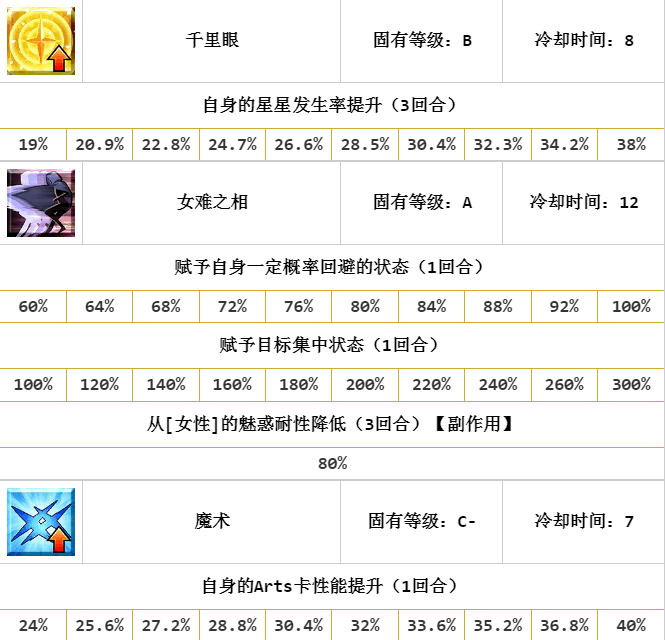 千里眼 固有等级：B 冷却时间：8
自身的星星发生率提升（3回合）
19% 20.9% 22.8% 24.7% 26.6% 28.5% 30.4% 32.3% 34.2% 38%
女难之相 固有等级：A 冷却时间：12
赋予自身一定概率回避的状态（1回合）
60% 64% 68% 72% 76% 80% 84% 88% 92% 100%
赋予目标集中状态（1回合）
100% 120% 140% 160% 180% 200% 220% 240% 260% 300%
从[女性]的魅惑耐性降低（3回合）【副作用】
80%
魔术 固有等级：C- 冷却时间：7
自身的Arts卡性能提升（1回合）
24% 25.6% 27.2% 28.8% 30.4% 32% 33.6% 35.2% 36.8% 40%